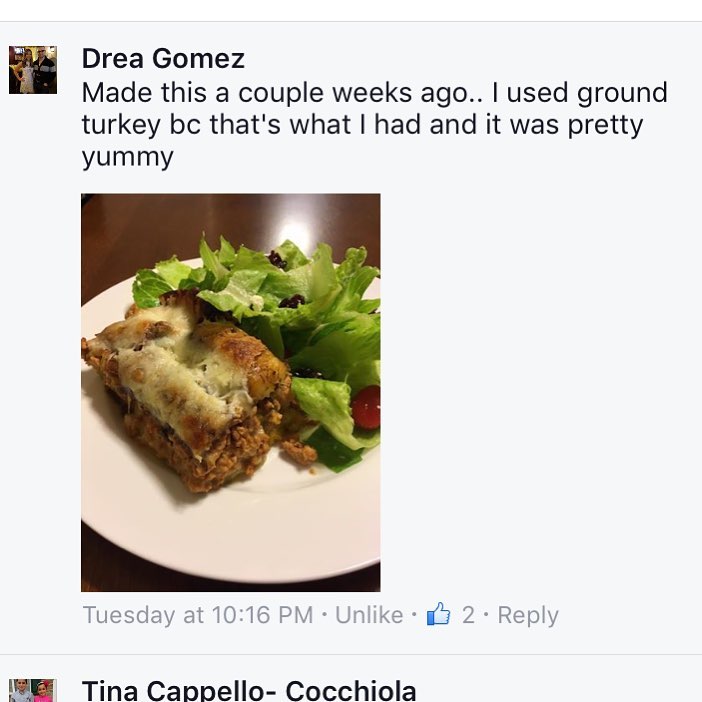 Drea Gomez
Made this a couple weeks ago.. I used ground
turkey bc that's what I had and it was pretty
yummy
Tuesday at 10:16 PM · Unlike · 2 · Reply
Tina Cappello- Cocchiola